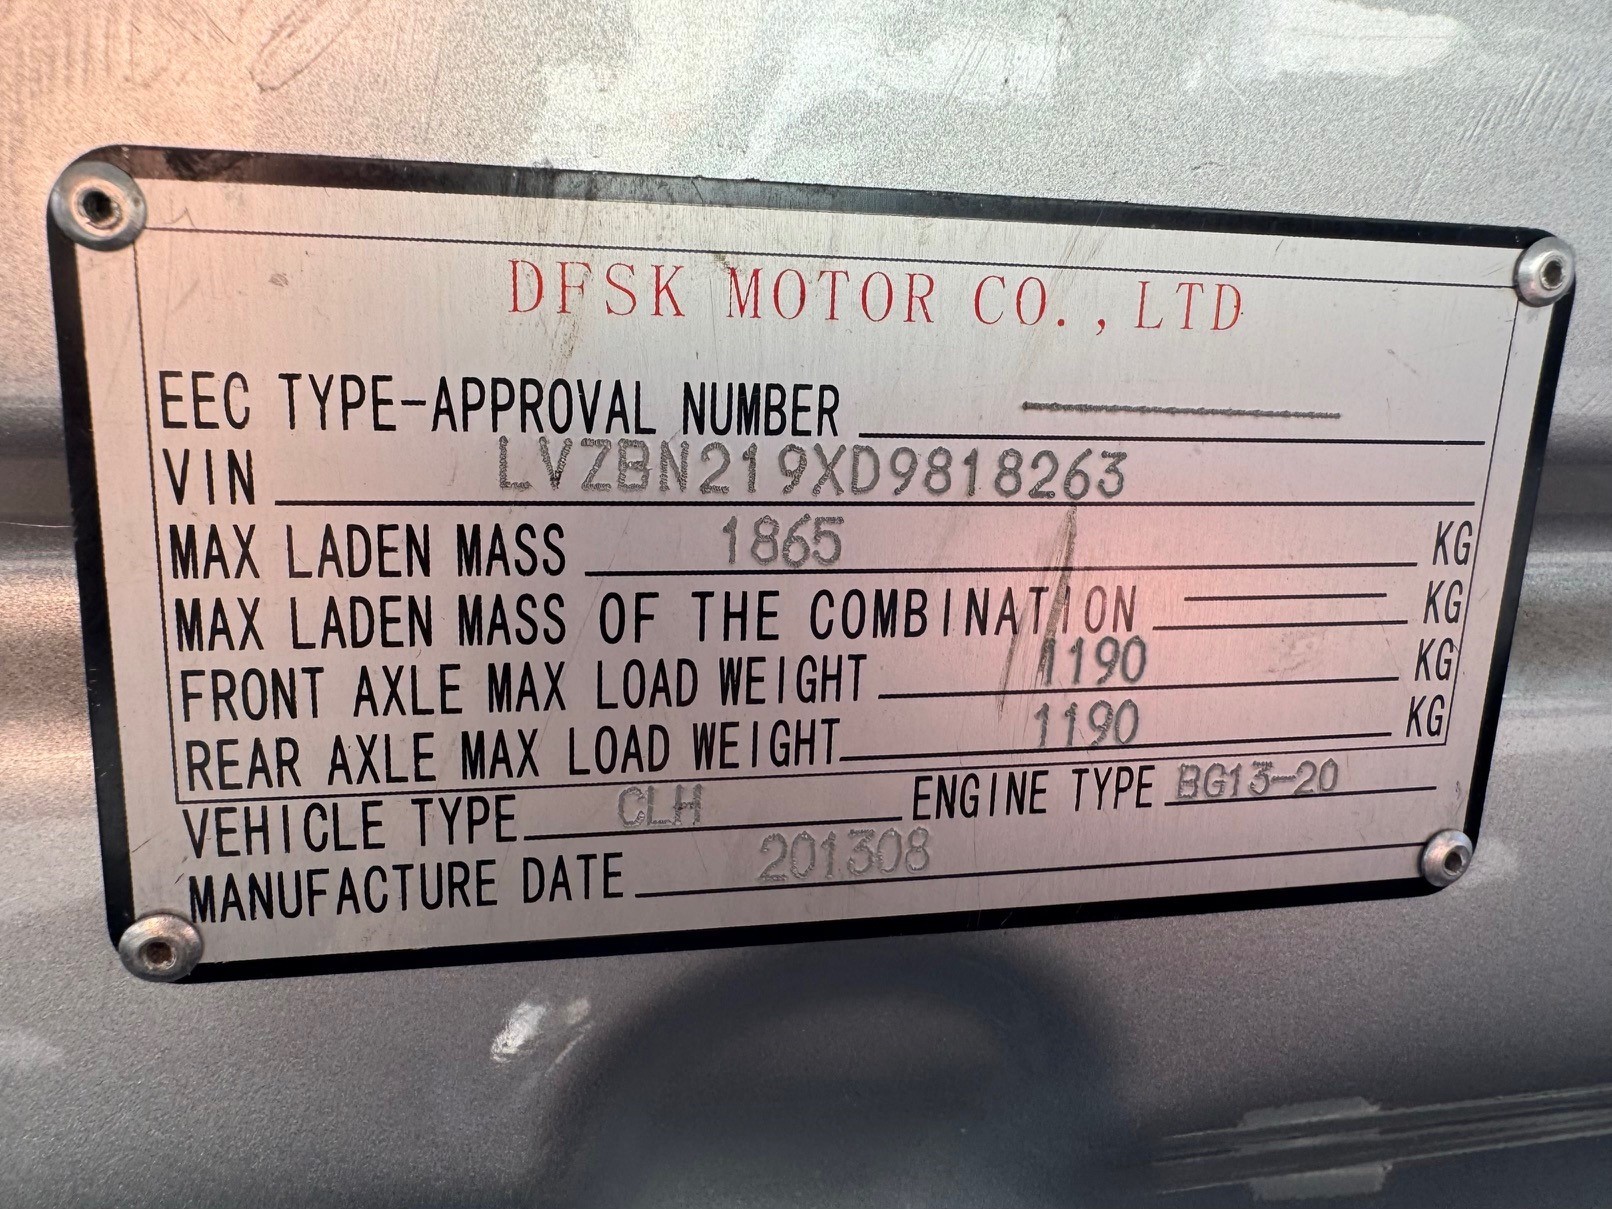 DFSK MOTOR CO.,LTD
EEC TYPE-APPROVAL NUMBER
VIN LVZBN219XD9818263
MAX LADEN MASS 1865 KG
MAX LADEN MASS OF THE COMBINATION KG
FRONT AXLE MAX LOAD WEIGHT 1190 KG
REAR AXLE MAX LOAD WEIGHT 1190 KG
VEHICLE TYPE CLH ENGINE TYPE BG13-20
MANUFACTURE DATE 201308